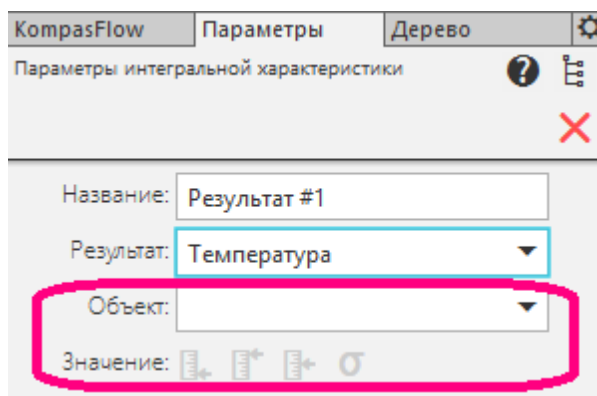 KompasFlow Параметры Дерево
Параметры интегральной характеристики
Название: Результат #1
Результат: Температура
Объект:
Значение: σ